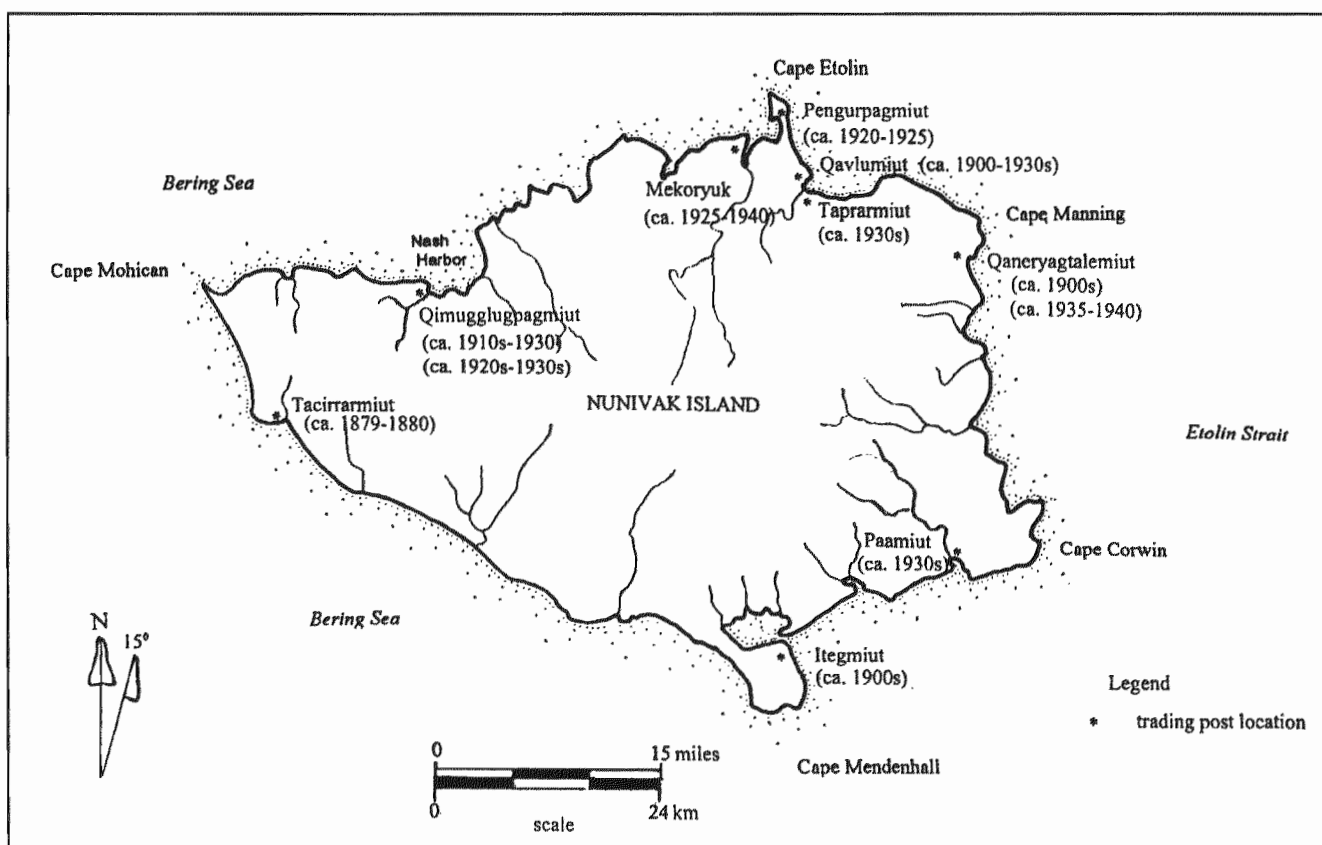 Cape Etolin
Pengurpagmiut
(ca. 1920-1925)
Bering Sea
Qavlumiut (ca. 1900-1930s)
Mekoryuk
(ca. 1925-1940)
Taprarmiut
(ca. 1930s)
Cape Manning
Nash
Harbor
Cape Mohican
Qaneryagtalemiut
(ca. 1900s)
(ca. 1935-1940)
Qimugglugpagmiut
(ca. 1910s-1930)
(ca. 1920s-1930s)
Tacirrarmiut
(ca. 1879-1880)
NUNIVAK ISLAND
Etolin Strait
Paamiut
(ca. 1930s)
Cape Corwin
Bering Sea
N
15°
Itegmiut
(ca. 1900s)
Legend
* trading post location
0 15 miles
Cape Mendenhall
0 24 km
scale